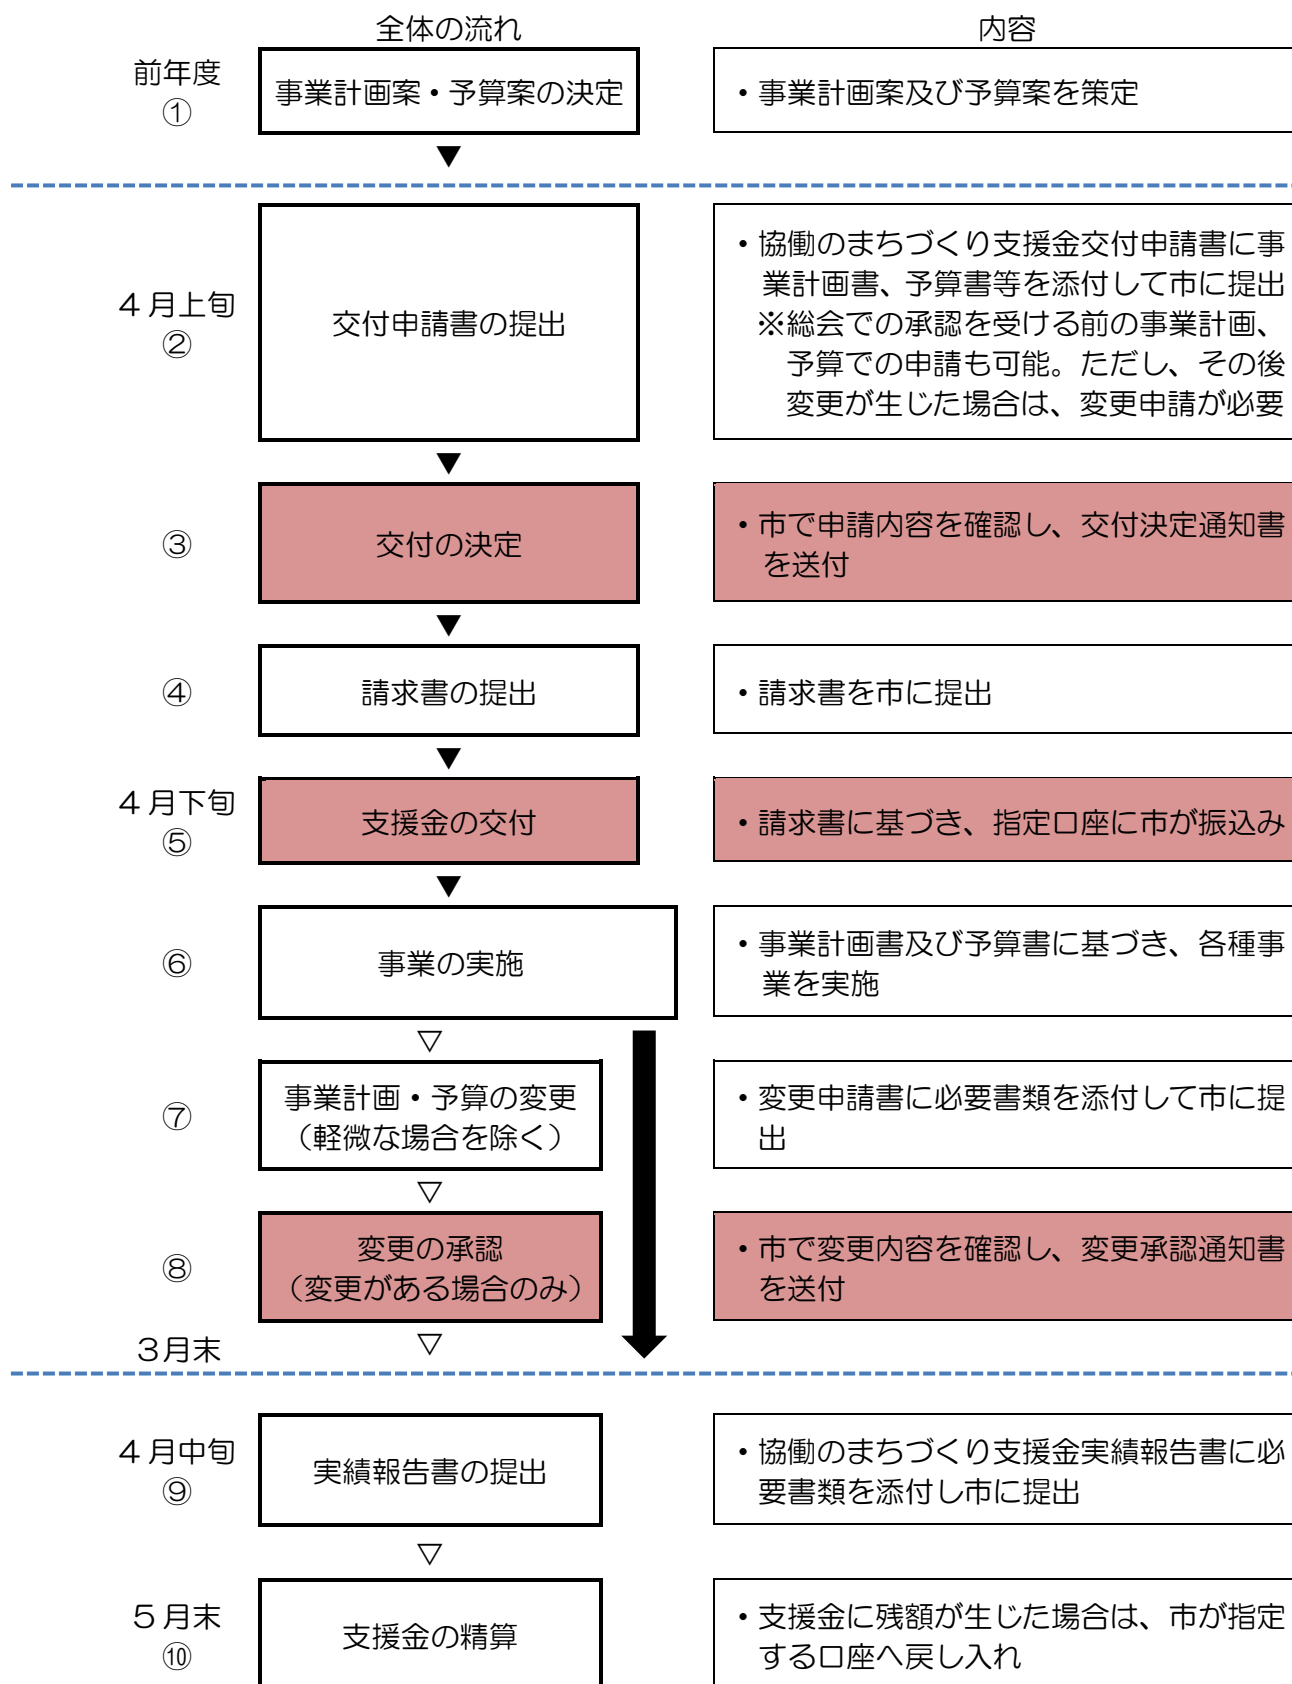 全体の流れ
内容
前年度
①
事業計画案・予算案の決定
・事業計画案及び予算案を策定
▼
4月上旬
②
交付申請書の提出
・協働のまちづくり支援金交付申請書に事
業計画書、予算書等を添付して市に提出
※総会での承認を受ける前の事業計画、
予算での申請も可能。ただし、その後
変更が生じた場合は、変更申請が必要
▼
③
交付の決定
・市で申請内容を確認し、交付決定通知書
を送付
▼
④
請求書の提出
・請求書を市に提出
▼
4月下旬
⑤
支援金の交付
・請求書に基づき、指定口座に市が振込み
▼
⑥
事業の実施
・事業計画書及び予算書に基づき、各種事
業を実施
▽
⑦
事業計画・予算の変更
（軽微な場合を除く）
・変更申請書に必要書類を添付して市に提
出
▽
⑧
変更の承認
（変更がある場合のみ）
・市で変更内容を確認し、変更承認通知書
を送付
3月末
▽
4月中旬
⑨
実績報告書の提出
・協働のまちづくり支援金実績報告書に必
要書類を添付し市に提出
▽
5月末
⑩
支援金の精算
・支援金に残額が生じた場合は、市が指定
する口座へ戻し入れ